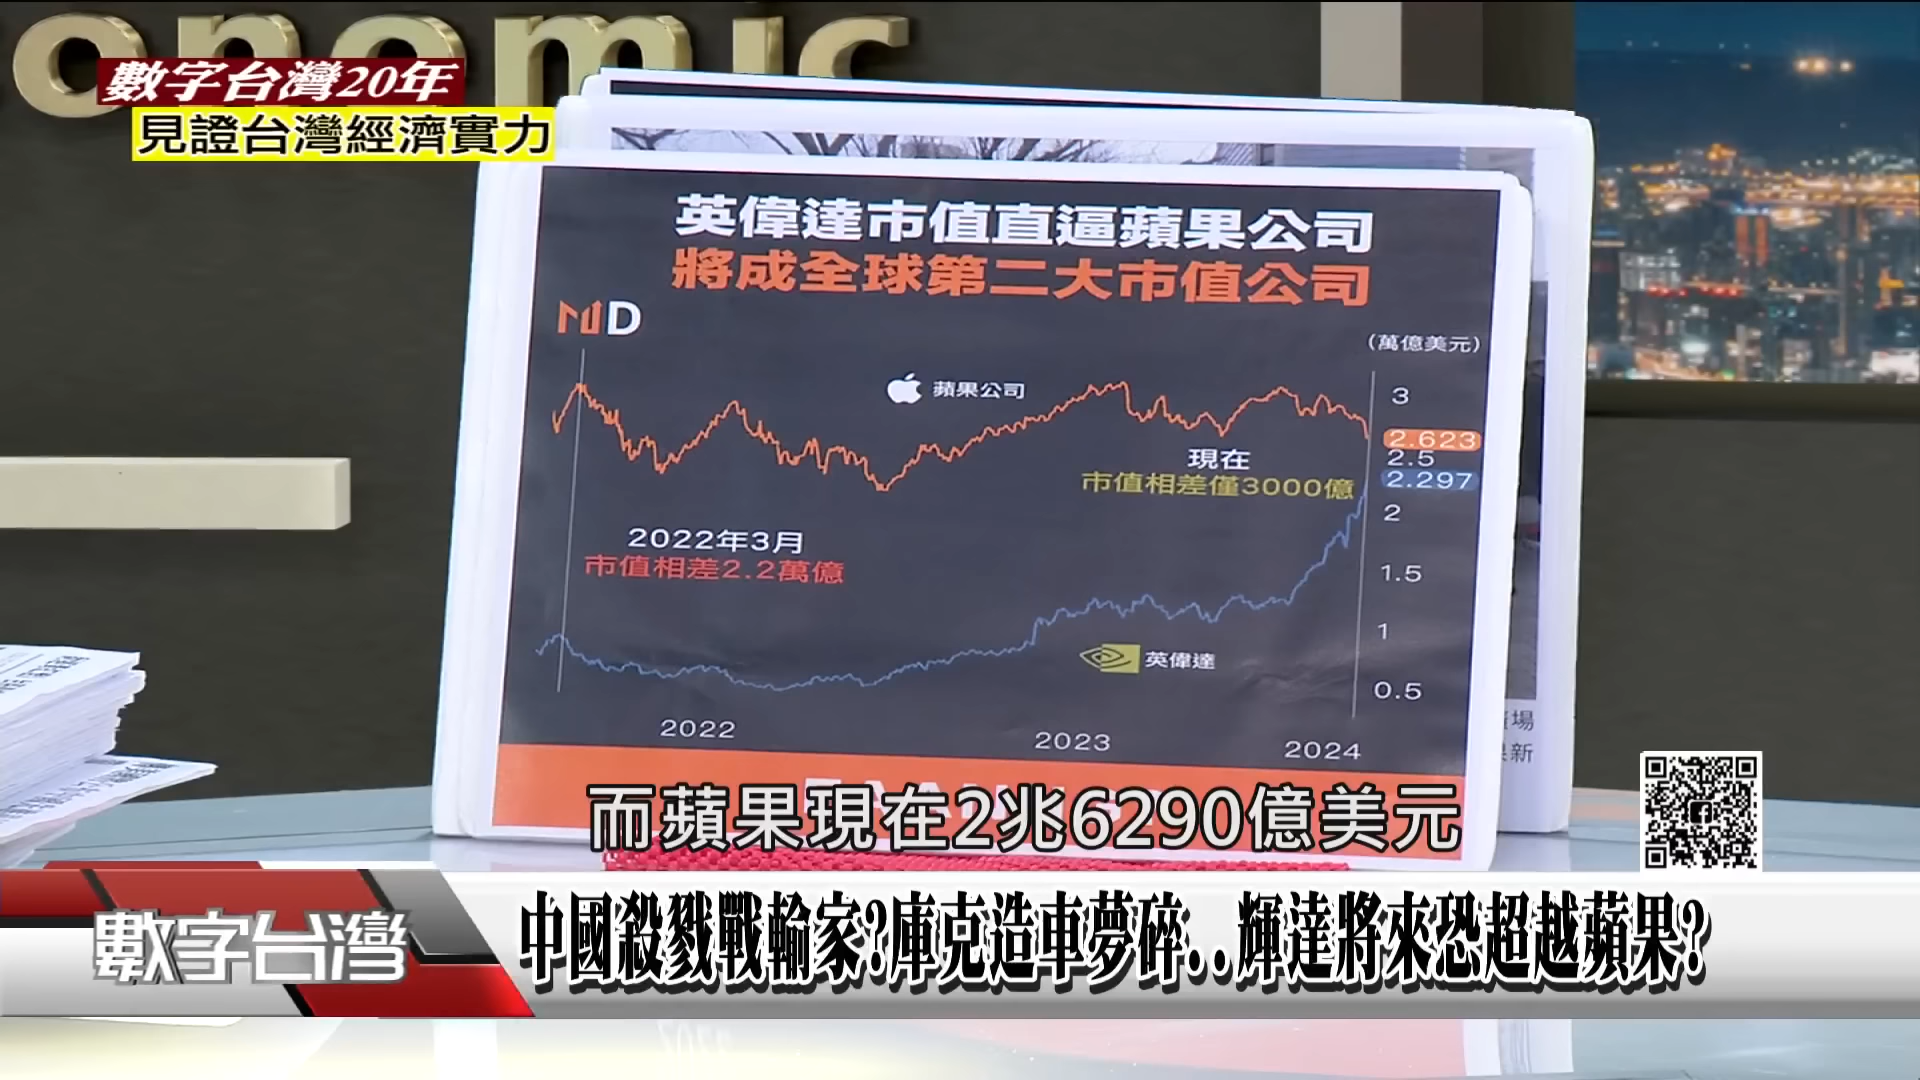 onomic
數字台灣20年
見證台灣經濟實力
英偉達市值直逼蘋果公司
將成全球第二大市值公司
ND
(萬億美元)
蘋果公司
3
2.623
現在
2.5
市值相差僅3000億
2.297
2
2022年3月
市值相差2.2萬億
1.5
1
英偉達
0.5
2022
2023
2024
場
新
而蘋果現在2兆6290億美元
數字台灣
中國殺戮戰輸家?庫克造車夢碎..輝達將來恐超越蘋果?